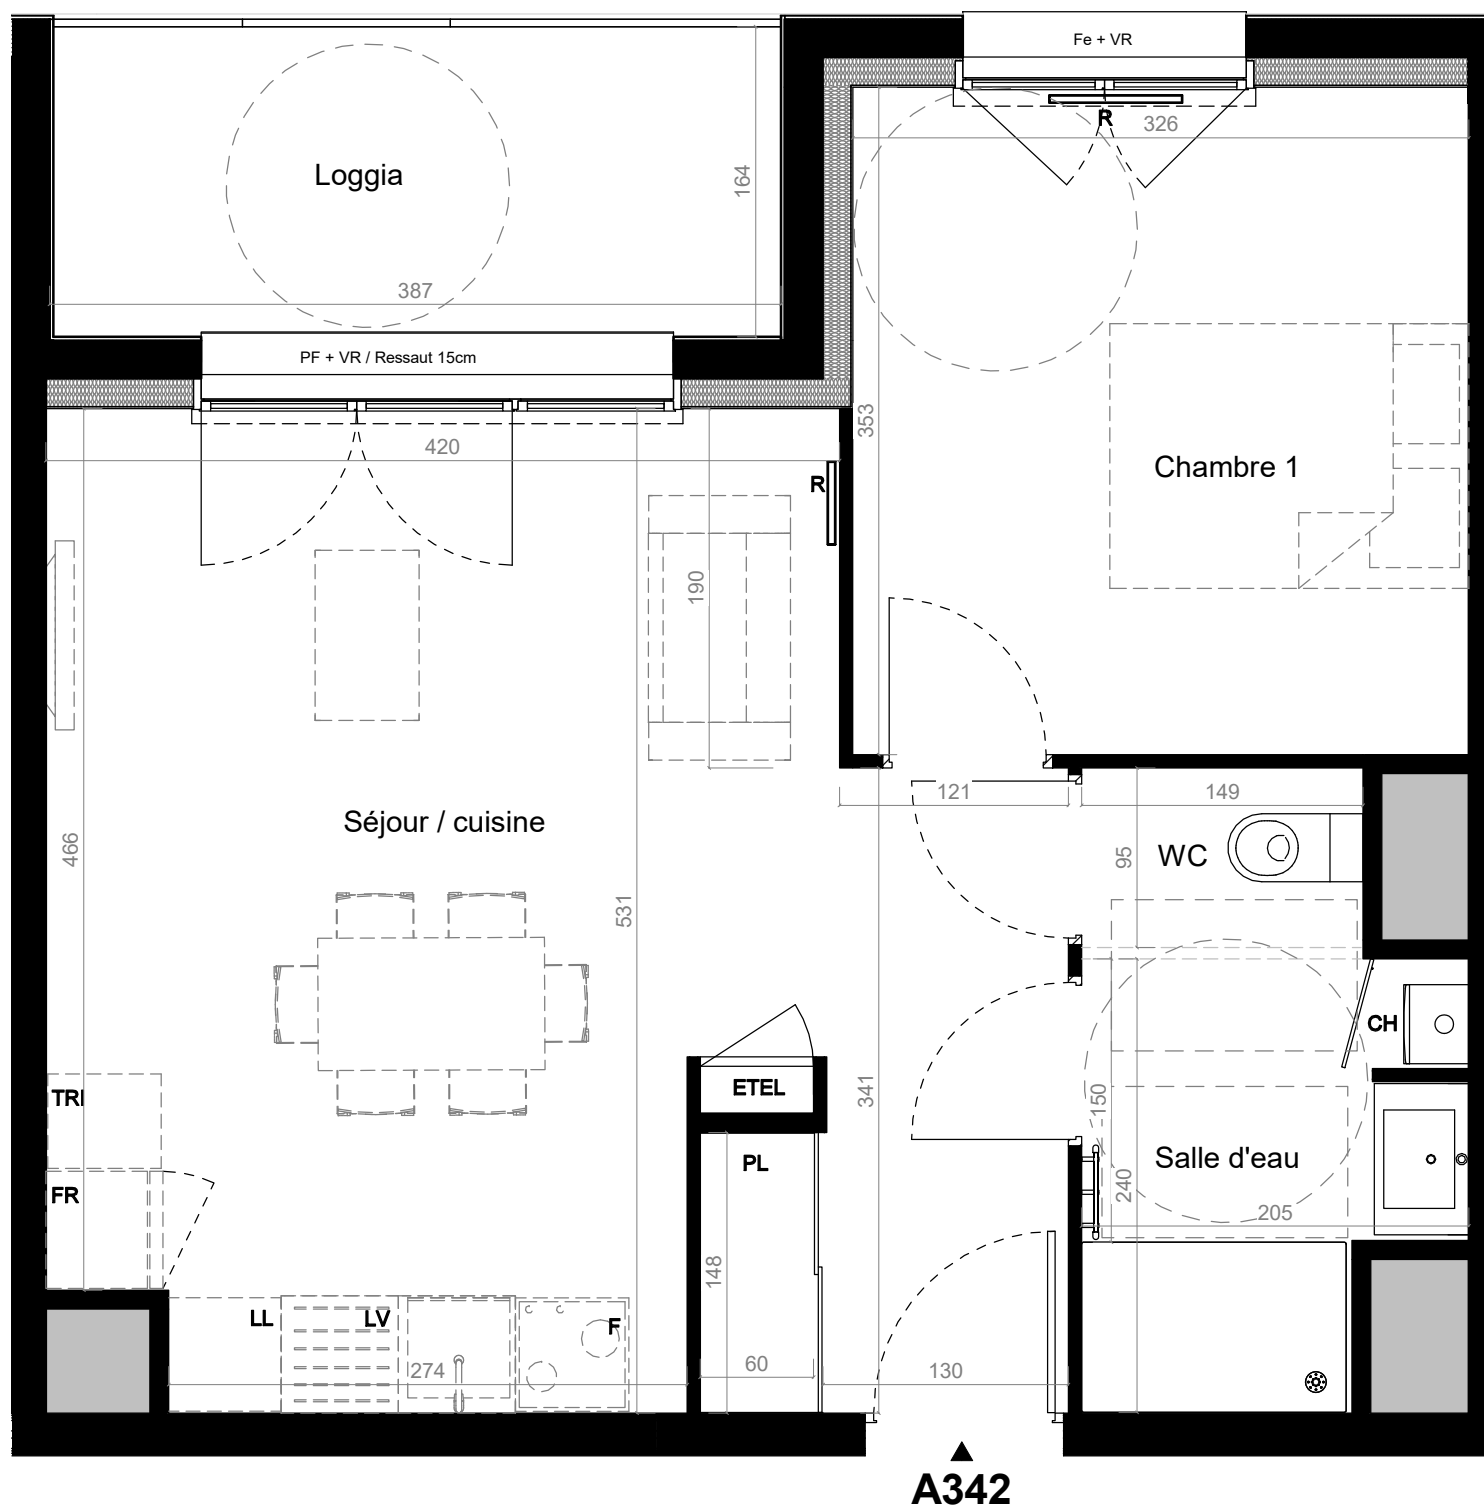 Fe + VR
R
326
Loggia
164
387
PF + VR / Ressaut 15cm
420
R
353
Chambre 1
190
121
149
Séjour / cuisine
466
95
WC
531
CH
ETEL
341
150
TRI
PL
Salle d'eau
FR
240
205
148
LL
LV
F
274
60
130
A342